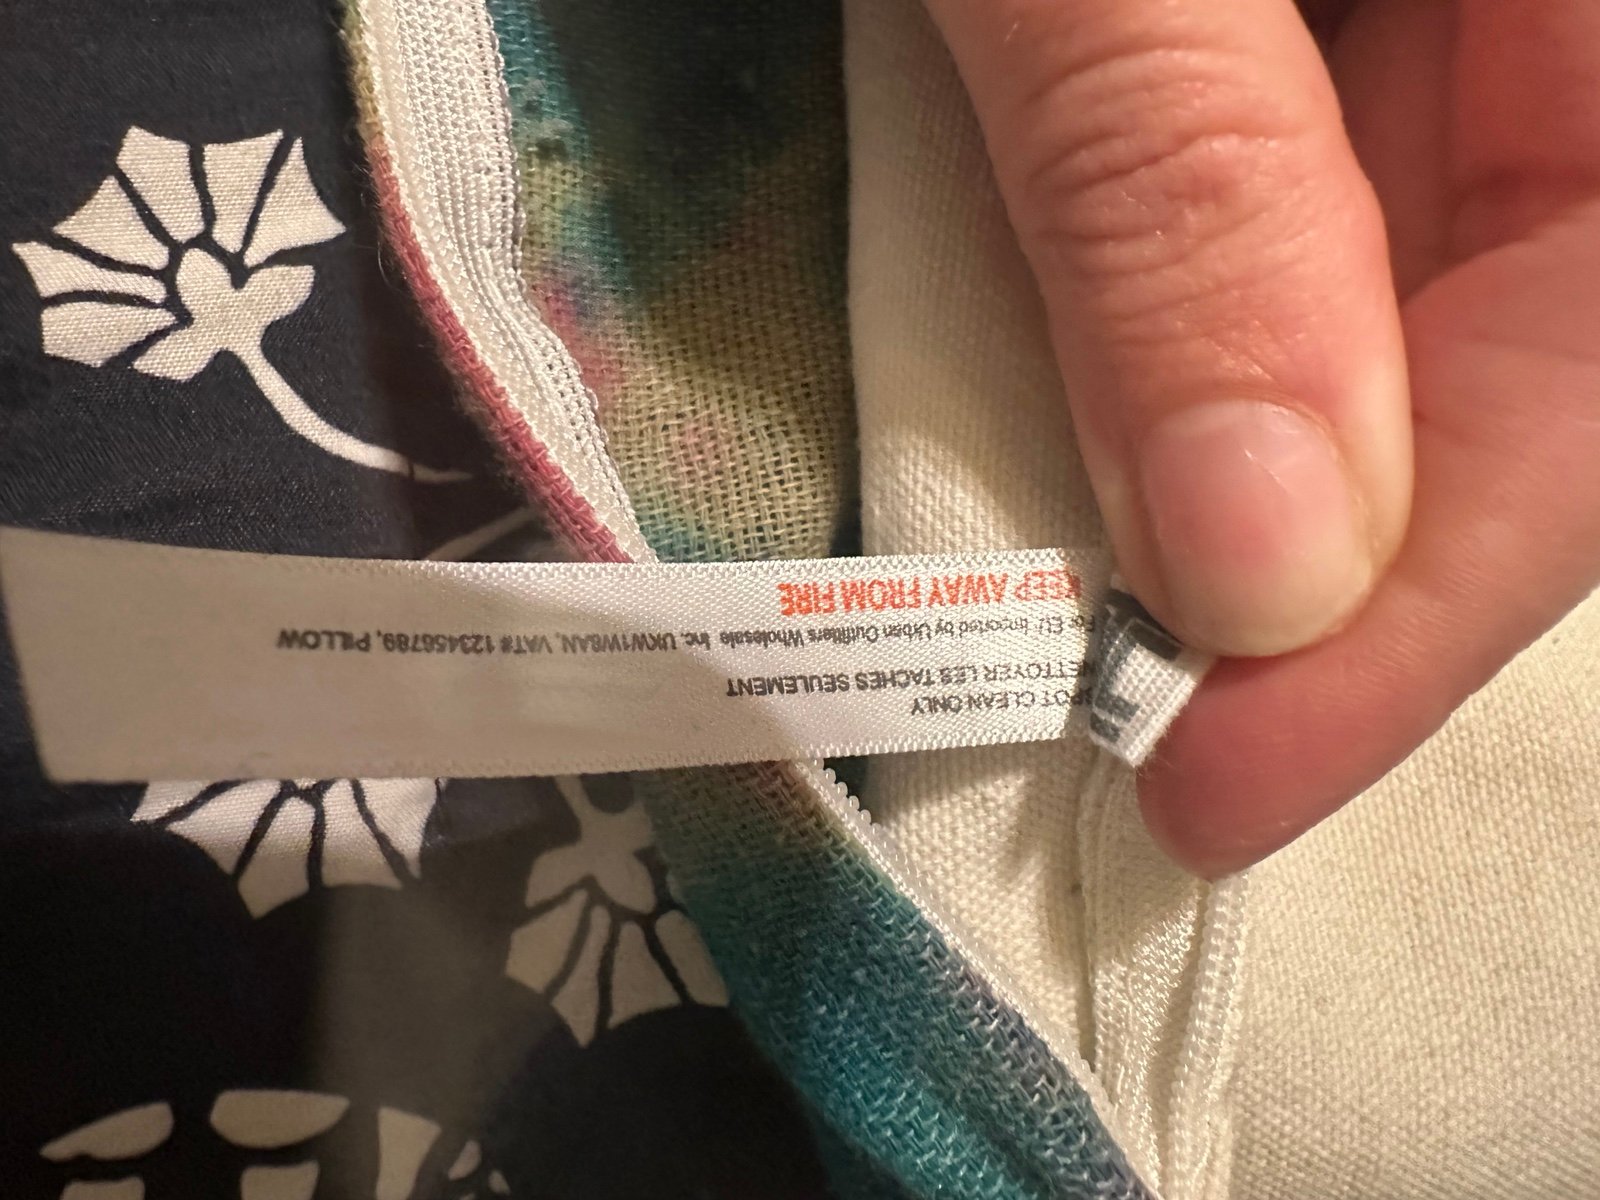 SPOT CLEAN ONLY
NETTOYER LES TACHES SEULEMENT
For EU: Imported by Urban Outfitters Wholesale Inc. UKW1W8AN, VAT# 123456789, PILLOW
KEEP AWAY FROM FIRE